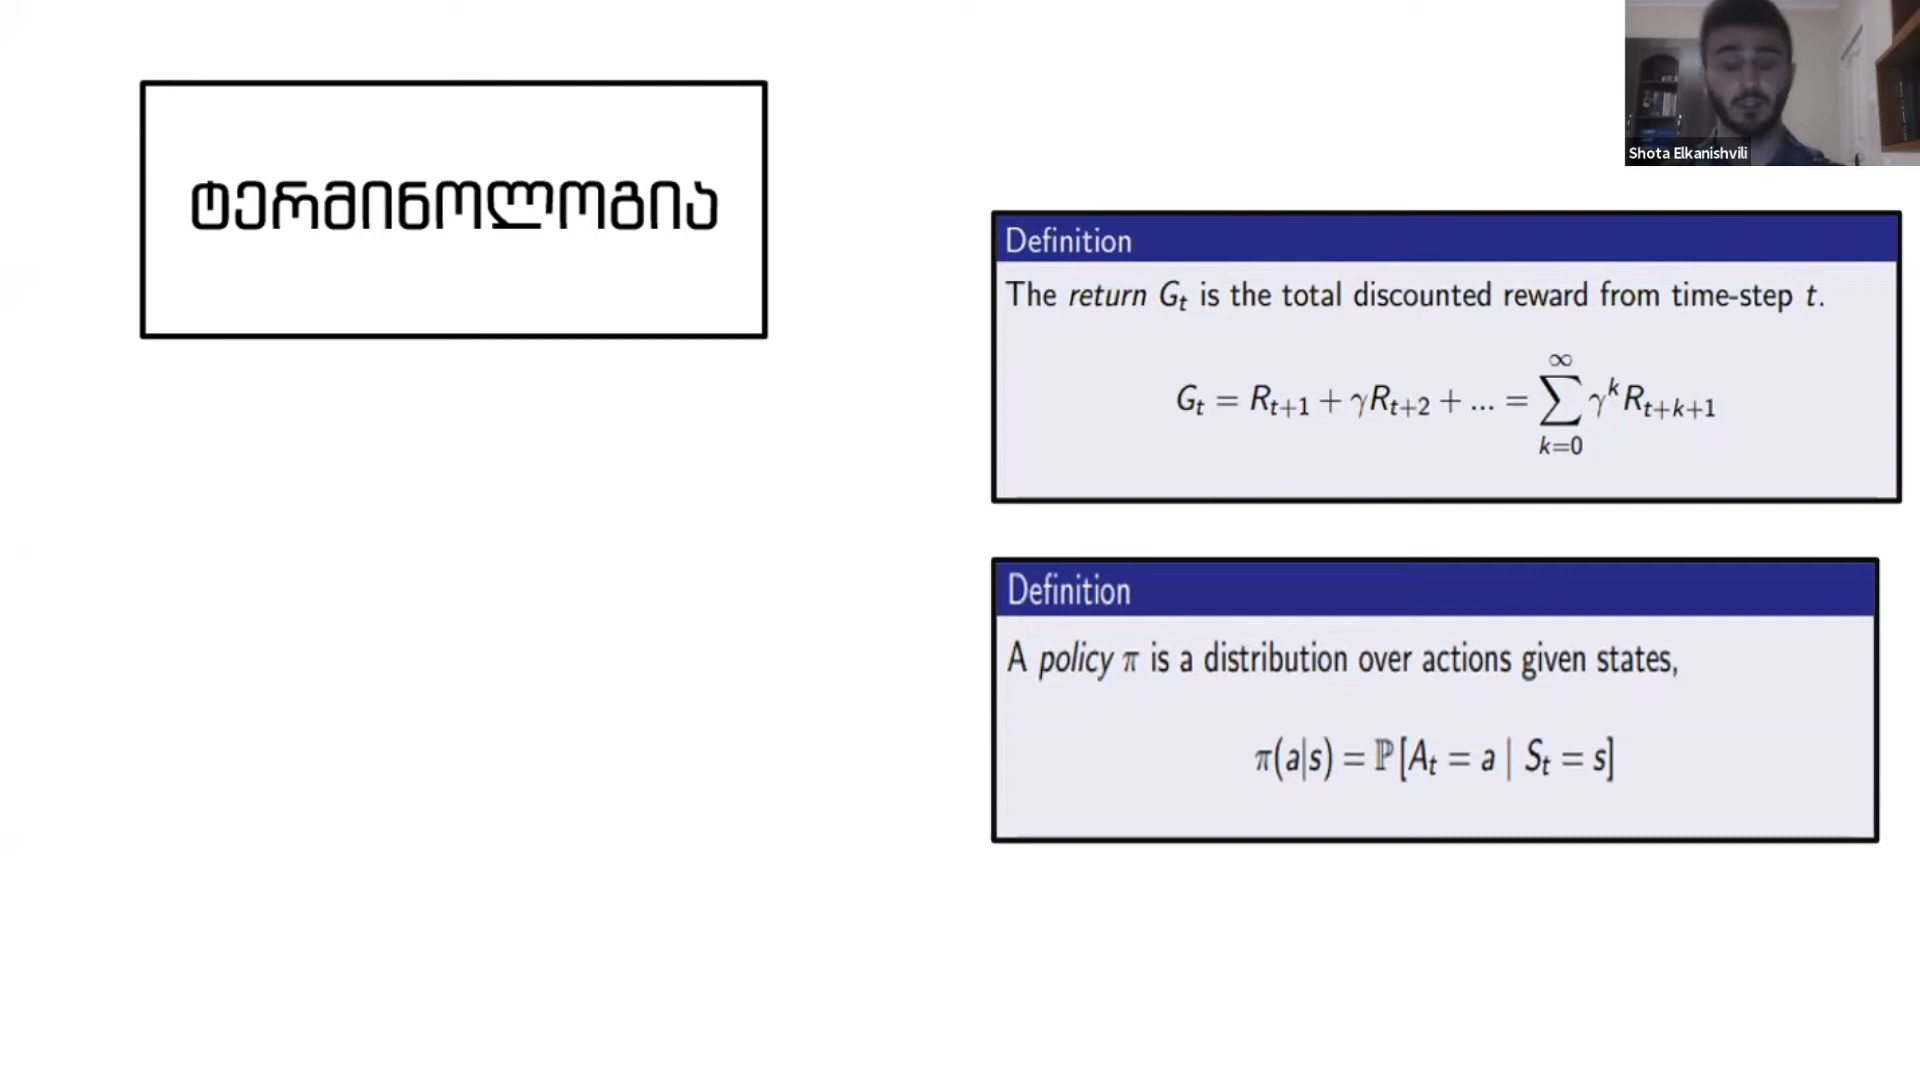 ტერმინოლოგია
Shota Elkanishvili
Definition
The return G_t is the total discounted reward from time-step t.
G_t = R_{t+1} + γR_{t+2} + ... = \sum_{k=0}^{∞} γ^k R_{t+k+1}
Definition
A policy π is a distribution over actions given states,
π(a|s) = ℙ[A_t = a | S_t = s]